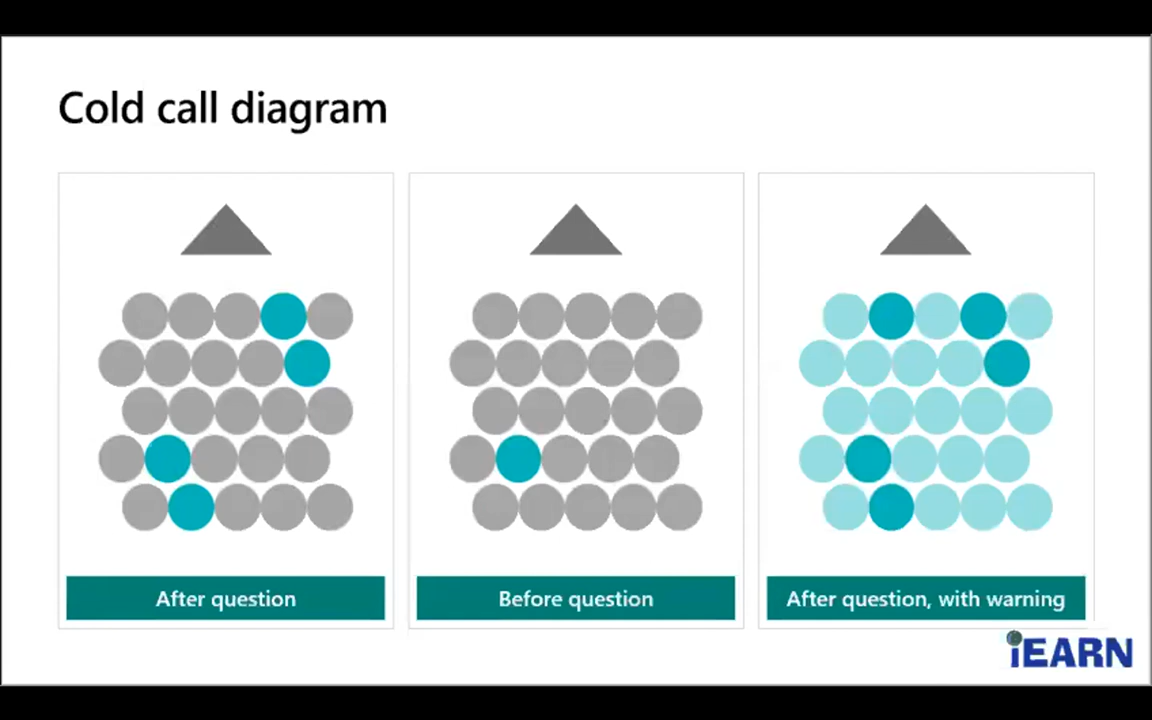 Cold call diagram
After question
Before question
After question, with warning
iEARN